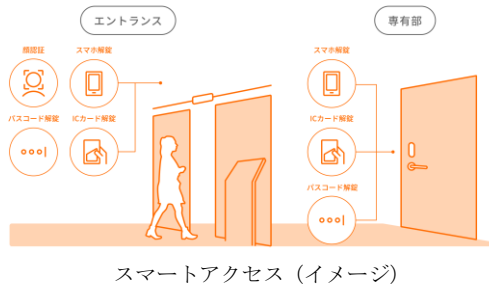 エントランス
専有部
顔認証
スマホ解錠
スマホ解錠
パスコード解錠
ICカード解錠
ICカード解錠
パスコード解錠
スマートアクセス（イメージ）